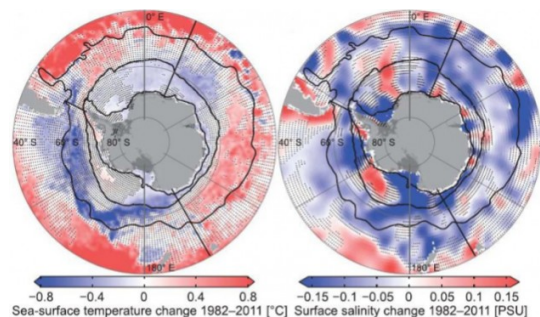 0° E
40° S
60° S
80° S
180° E
−0.8 −0.4 0 0.4 0.8
Sea-surface temperature change 1982–2011 [°C]
0° E
40° S
60° S
80° S
180° E
−0.15 −0.10 −0.05 0 0.05 0.10 0.15
Surface salinity change 1982–2011 [PSU]